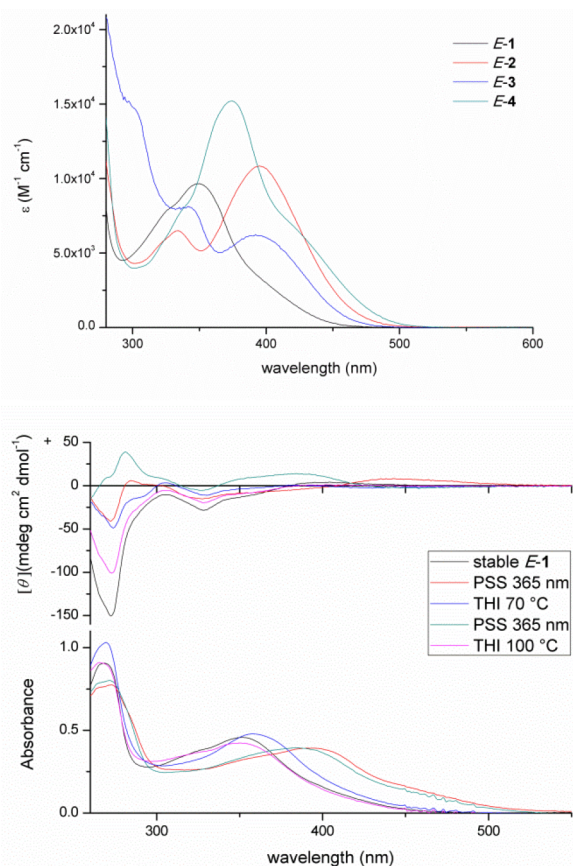 2.0x10⁴
1.5x10⁴
1.0x10⁴
5.0x10³
0.0
ε (M⁻¹ cm⁻¹)
E-1
E-2
E-3
E-4
300 400 500 600
wavelength (nm)
+
50
0
-50
-100
-150
[θ](mdeg cm² dmol⁻¹)
stable E-1
PSS 365 nm
THI 70 °C
PSS 365 nm
THI 100 °C
1.0
0.5
0.0
Absorbance
300 400 500
wavelength (nm)